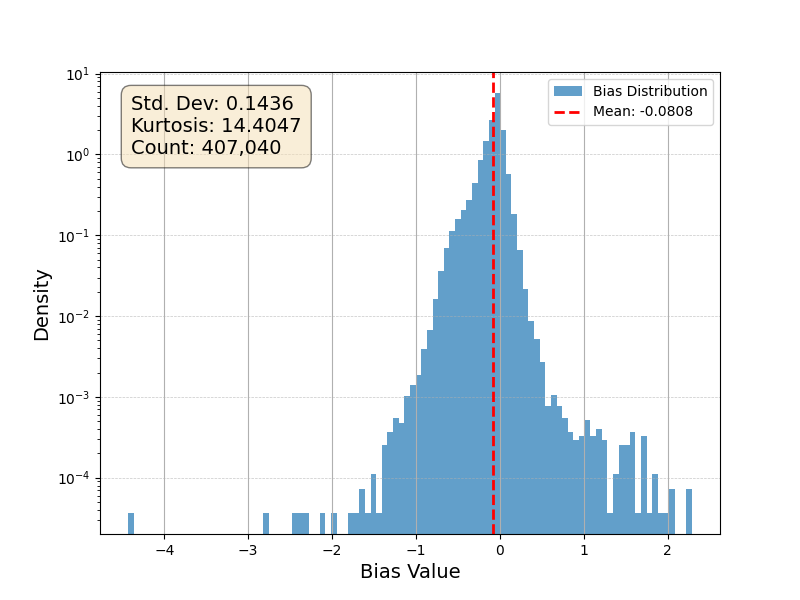 Std. Dev: 0.1436
Kurtosis: 14.4047
Count: 407,040
Bias Distribution
Mean: -0.0808
Density
10¹
10⁰
10⁻¹
10⁻²
10⁻³
10⁻⁴
−4
−3
−2
−1
0
1
2
Bias Value